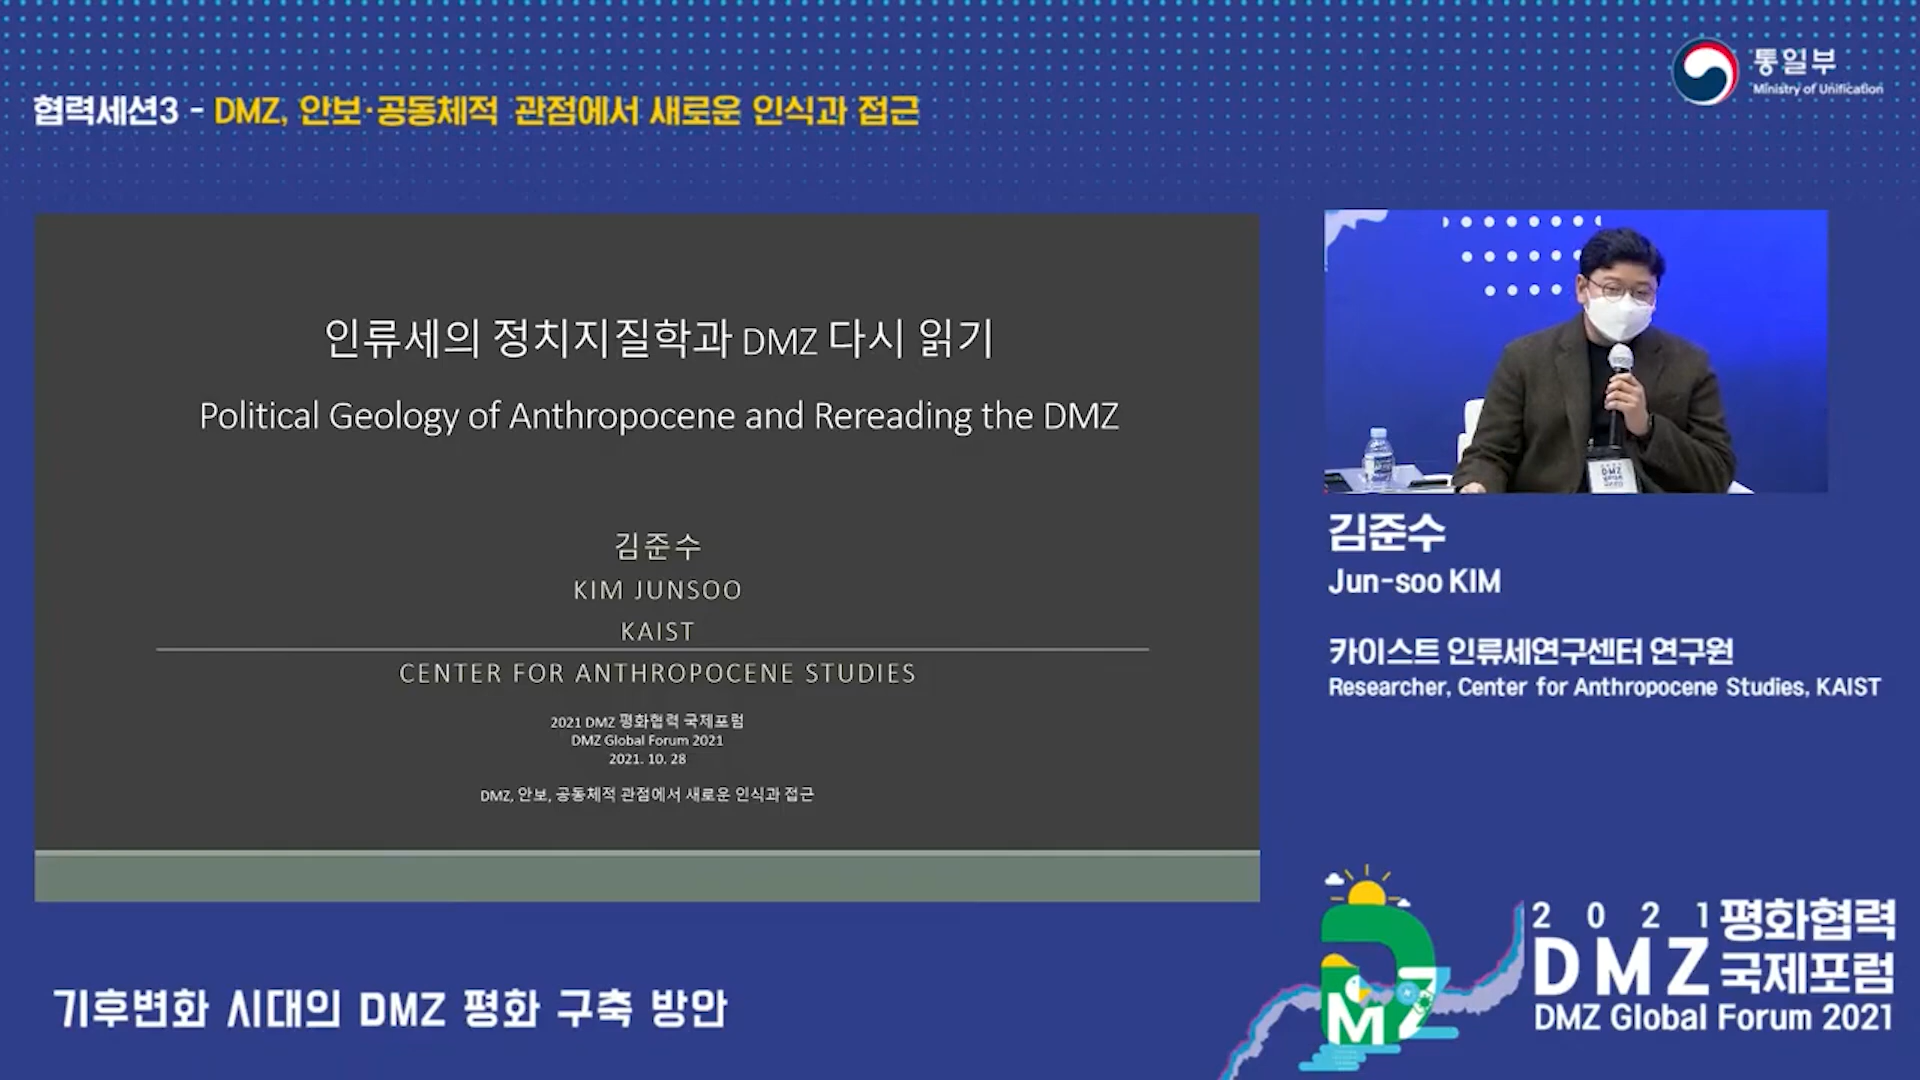 협력세션3 - DMZ, 안보·공동체적 관점에서 새로운 인식과 접근
통일부
Ministry of Unification
인류세의 정치지질학과 DMZ 다시 읽기
Political Geology of Anthropocene and Rereading the DMZ
김준수
KIM JUNSOO
KAIST
CENTER FOR ANTHROPOCENE STUDIES
2021 DMZ 평화협력 국제포럼
DMZ Global Forum 2021
2021. 10. 28
DMZ, 안보, 공동체적 관점에서 새로운 인식과 접근
김준수
Jun-soo KIM
카이스트 인류세연구센터 연구원
Researcher, Center for Anthropocene Studies, KAIST
기후변화 시대의 DMZ 평화 구축 방안
DMZ
2021 평화협력
DMZ 국제포럼
DMZ Global Forum 2021